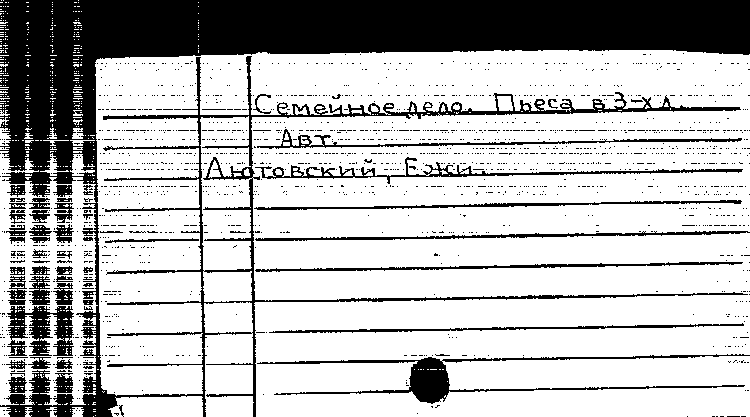 Семейное дело. Пьеса в 3-х д.
Авт.
Лютовский, Ежи.